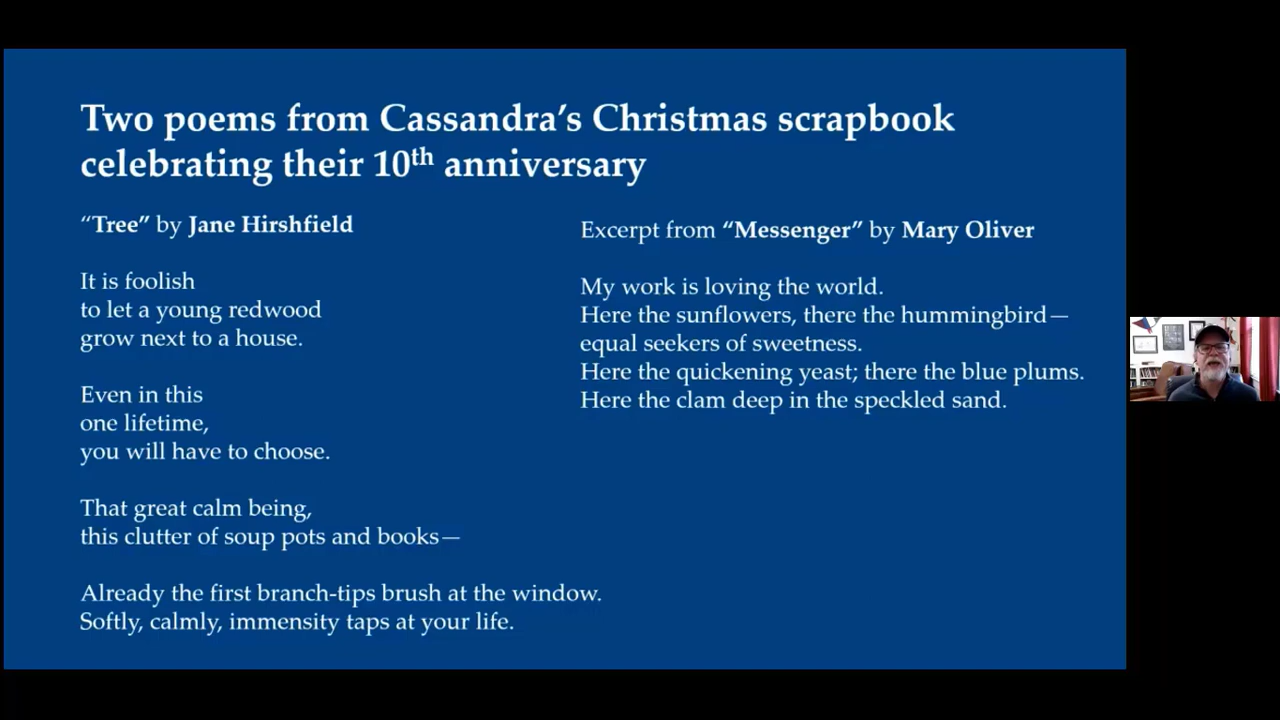 Two poems from Cassandra’s Christmas scrapbook
celebrating their 10th anniversary
“Tree” by Jane Hirshfield
It is foolish
to let a young redwood
grow next to a house.
Even in this
one lifetime,
you will have to choose.
That great calm being,
this clutter of soup pots and books—
Already the first branch-tips brush at the window.
Softly, calmly, immensity taps at your life.
Excerpt from “Messenger” by Mary Oliver
My work is loving the world.
Here the sunflowers, there the hummingbird—
equal seekers of sweetness.
Here the quickening yeast; there the blue plums.
Here the clam deep in the speckled sand.